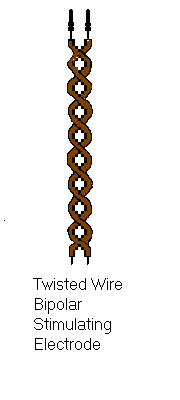 Twisted Wire
Bipolar
Stimulating
Electrode